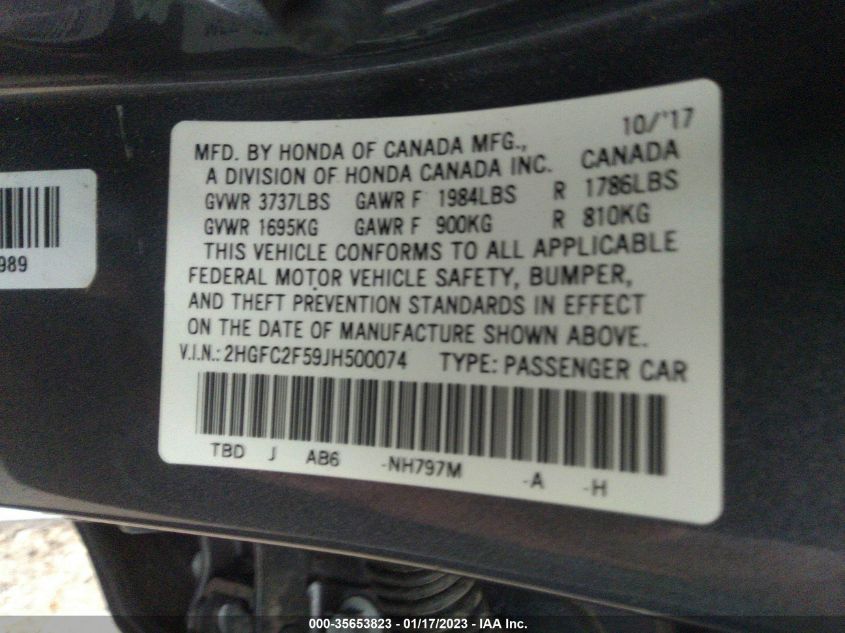 10/'17
MFD. BY HONDA OF CANADA MFG.,
A DIVISION OF HONDA CANADA INC. CANADA
GVWR 3737LBS GAWR F 1984LBS R 1786LBS
GVWR 1695KG GAWR F 900KG R 810KG
THIS VEHICLE CONFORMS TO ALL APPLICABLE
FEDERAL MOTOR VEHICLE SAFETY, BUMPER,
AND THEFT PREVENTION STANDARDS IN EFFECT
ON THE DATE OF MANUFACTURE SHOWN ABOVE.
V.I.N.: 2HGFC2F59JH500074 TYPE: PASSENGER CAR
TBD J AB6 -NH797M -A -H
989
000-35653823 - 01/17/2023 - IAA Inc.